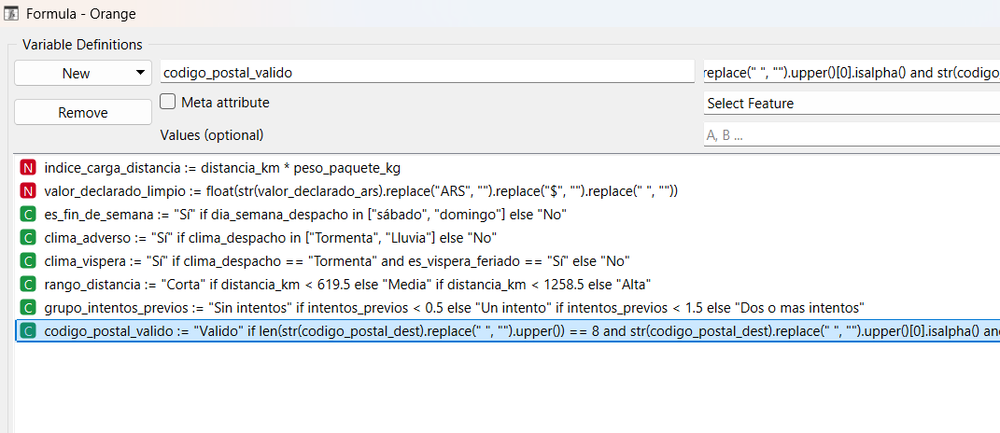 Formula - Orange
Variable Definitions
New
codigo_postal_valido
replace(" ", "").upper()[0].isalpha() and str(codigo_
Remove
Meta attribute
Select Feature
Values (optional)
A, B ...
N indice_carga_distancia := distancia_km * peso_paquete_kg
N valor_declarado_limpio := float(str(valor_declarado_ars).replace("ARS", "").replace("$", "").replace(" ", ""))
C es_fin_de_semana := "Sí" if dia_semana_despacho in ["sábado", "domingo"] else "No"
C clima_adverso := "Sí" if clima_despacho in ["Tormenta", "Lluvia"] else "No"
C clima_vispera := "Sí" if clima_despacho == "Tormenta" and es_vispera_feriado == "Sí" else "No"
C rango_distancia := "Corta" if distancia_km < 619.5 else "Media" if distancia_km < 1258.5 else "Alta"
C grupo_intentos_previos := "Sin intentos" if intentos_previos < 0.5 else "Un intento" if intentos_previos < 1.5 else "Dos o mas intentos"
C codigo_postal_valido := "Valido" if len(str(codigo_postal_dest).replace(" ", "").upper()) == 8 and str(codigo_postal_dest).replace(" ", "").upper()[0].isalpha() and